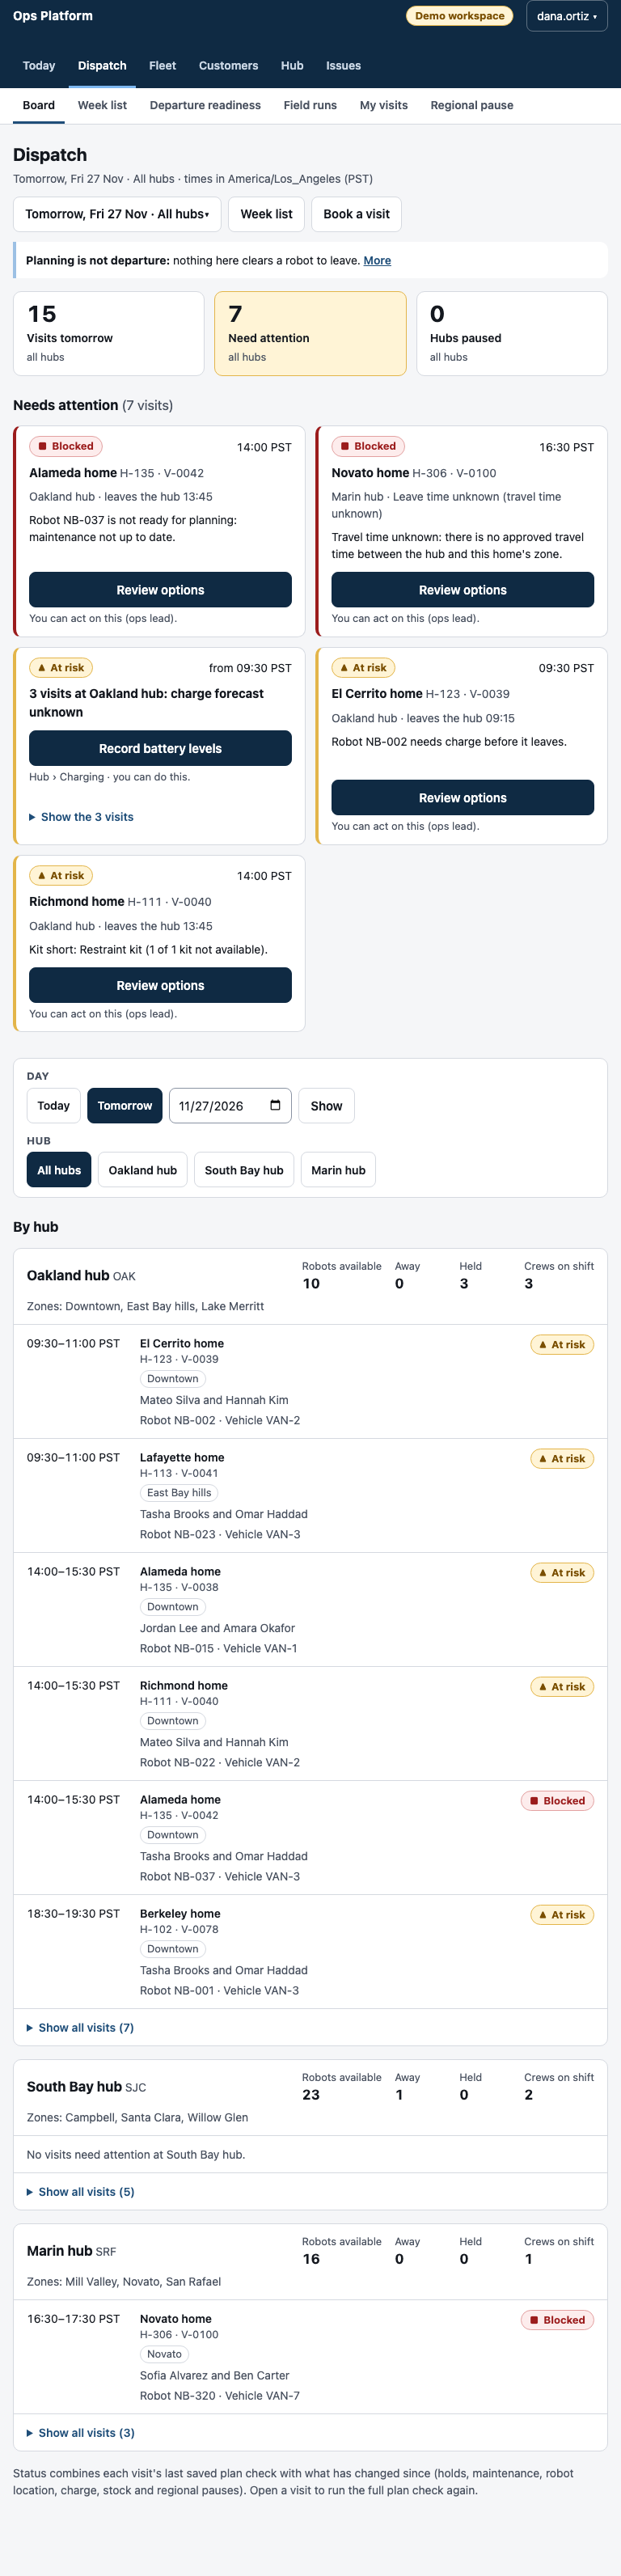 Ops Platform
Demo workspace
dana.ortiz ▾
Today Dispatch Fleet Customers Hub Issues
Board Week list Departure readiness Field runs My visits Regional pause
Dispatch
Tomorrow, Fri 27 Nov · All hubs · times in America/Los_Angeles (PST)
Tomorrow, Fri 27 Nov · All hubs▾
Week list
Book a visit
Planning is not departure: nothing here clears a robot to leave. More
15
Visits tomorrow
all hubs
7
Need attention
all hubs
0
Hubs paused
all hubs
Needs attention (7 visits)
Blocked 14:00 PST
Alameda home H-135 · V-0042
Oakland hub · leaves the hub 13:45
Robot NB-037 is not ready for planning:
maintenance not up to date.
Review options
You can act on this (ops lead).
Blocked 16:30 PST
Novato home H-306 · V-0100
Marin hub · Leave time unknown (travel time
unknown)
Travel time unknown: there is no approved travel
time between the hub and this home's zone.
Review options
You can act on this (ops lead).
At risk from 09:30 PST
3 visits at Oakland hub: charge forecast
unknown
Record battery levels
Hub › Charging · you can do this.
Show the 3 visits
At risk 09:30 PST
El Cerrito home H-123 · V-0039
Oakland hub · leaves the hub 09:15
Robot NB-002 needs charge before it leaves.
Review options
You can act on this (ops lead).
At risk 14:00 PST
Richmond home H-111 · V-0040
Oakland hub · leaves the hub 13:45
Kit short: Restraint kit (1 of 1 kit not available).
Review options
You can act on this (ops lead).
DAY
Today Tomorrow 11/27/2026 Show
HUB
All hubs Oakland hub South Bay hub Marin hub
By hub
Oakland hub OAK
Robots available 10
Away 0
Held 3
Crews on shift 3
Zones: Downtown, East Bay hills, Lake Merritt
09:30–11:00 PST
El Cerrito home
At risk
H-123 · V-0039
Downtown
Mateo Silva and Hannah Kim
Robot NB-002 · Vehicle VAN-2
09:30–11:00 PST
Lafayette home
At risk
H-113 · V-0041
East Bay hills
Tasha Brooks and Omar Haddad
Robot NB-023 · Vehicle VAN-3
14:00–15:30 PST
Alameda home
At risk
H-135 · V-0038
Downtown
Jordan Lee and Amara Okafor
Robot NB-015 · Vehicle VAN-1
14:00–15:30 PST
Richmond home
At risk
H-111 · V-0040
Downtown
Mateo Silva and Hannah Kim
Robot NB-022 · Vehicle VAN-2
14:00–15:30 PST
Alameda home
Blocked
H-135 · V-0042
Downtown
Tasha Brooks and Omar Haddad
Robot NB-037 · Vehicle VAN-3
18:30–19:30 PST
Berkeley home
At risk
H-102 · V-0078
Downtown
Tasha Brooks and Omar Haddad
Robot NB-001 · Vehicle VAN-3
Show all visits (7)
South Bay hub SJC
Robots available 23
Away 1
Held 0
Crews on shift 2
Zones: Campbell, Santa Clara, Willow Glen
No visits need attention at South Bay hub.
Show all visits (5)
Marin hub SRF
Robots available 16
Away 0
Held 0
Crews on shift 1
Zones: Mill Valley, Novato, San Rafael
16:30–17:30 PST
Novato home
Blocked
H-306 · V-0100
Novato
Sofia Alvarez and Ben Carter
Robot NB-320 · Vehicle VAN-7
Show all visits (3)
Status combines each visit's last saved plan check with what has changed since (holds, maintenance, robot
location, charge, stock and regional pauses). Open a visit to run the full plan check again.